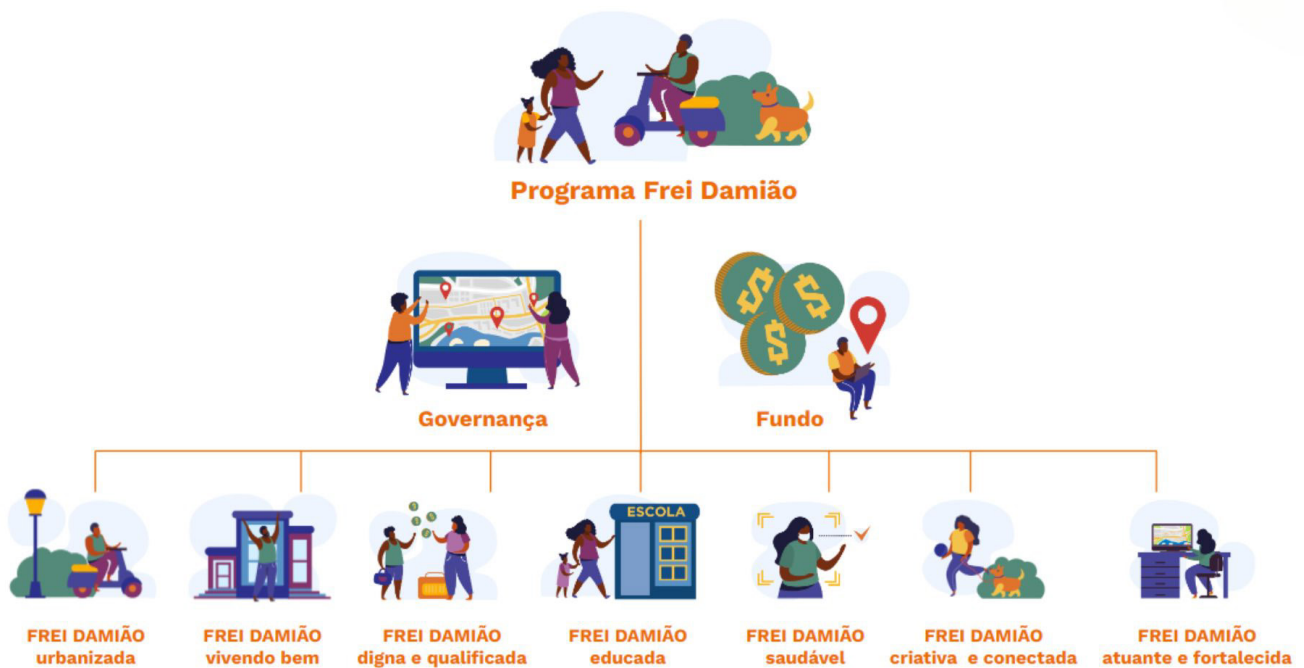 Programa Frei Damião
Governança
Fundo
ESCOLA
FREI DAMIÃO
urbanizada
FREI DAMIÃO
vivendo bem
FREI DAMIÃO
digna e qualificada
FREI DAMIÃO
educada
FREI DAMIÃO
saudável
FREI DAMIÃO
criativa e conectada
FREI DAMIÃO
atuante e fortalecida